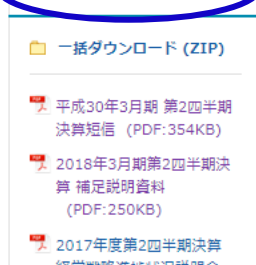 一括ダウンロード (ZIP)
平成30年3月期 第2四半期
決算短信 (PDF:354KB)
2018年3月期第2四半期決
算 補足説明資料
(PDF:250KB)
2017年度第2四半期決算